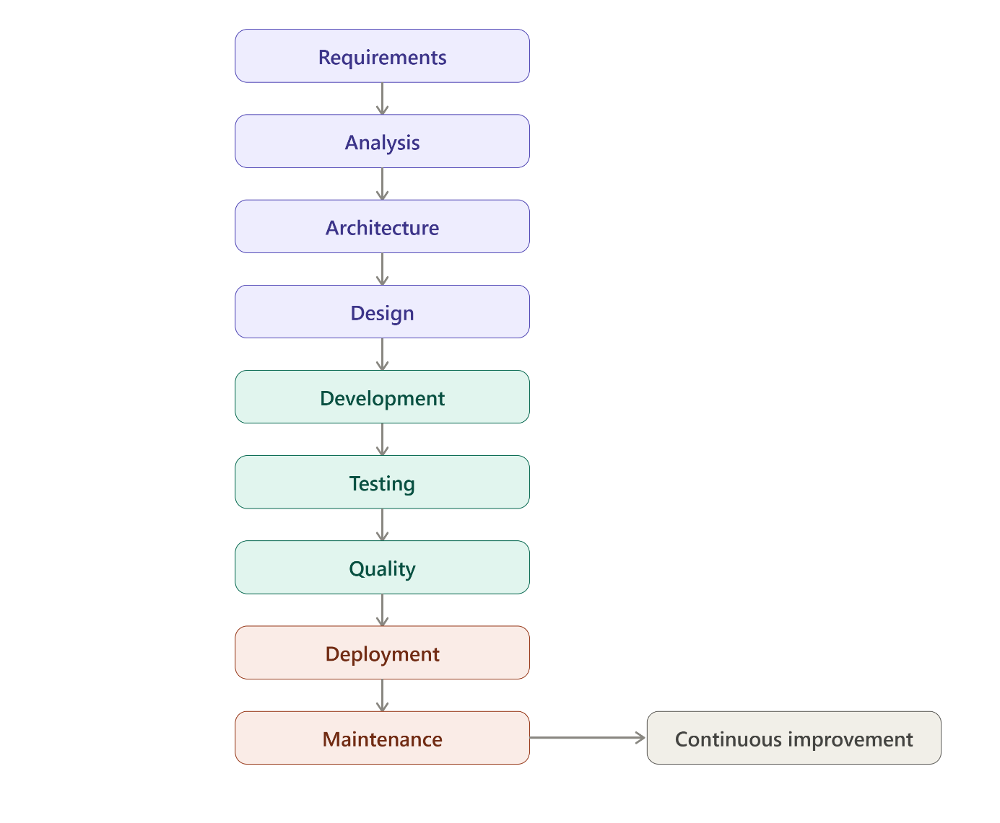 Requirements
Analysis
Architecture
Design
Development
Testing
Quality
Deployment
Maintenance
Continuous improvement